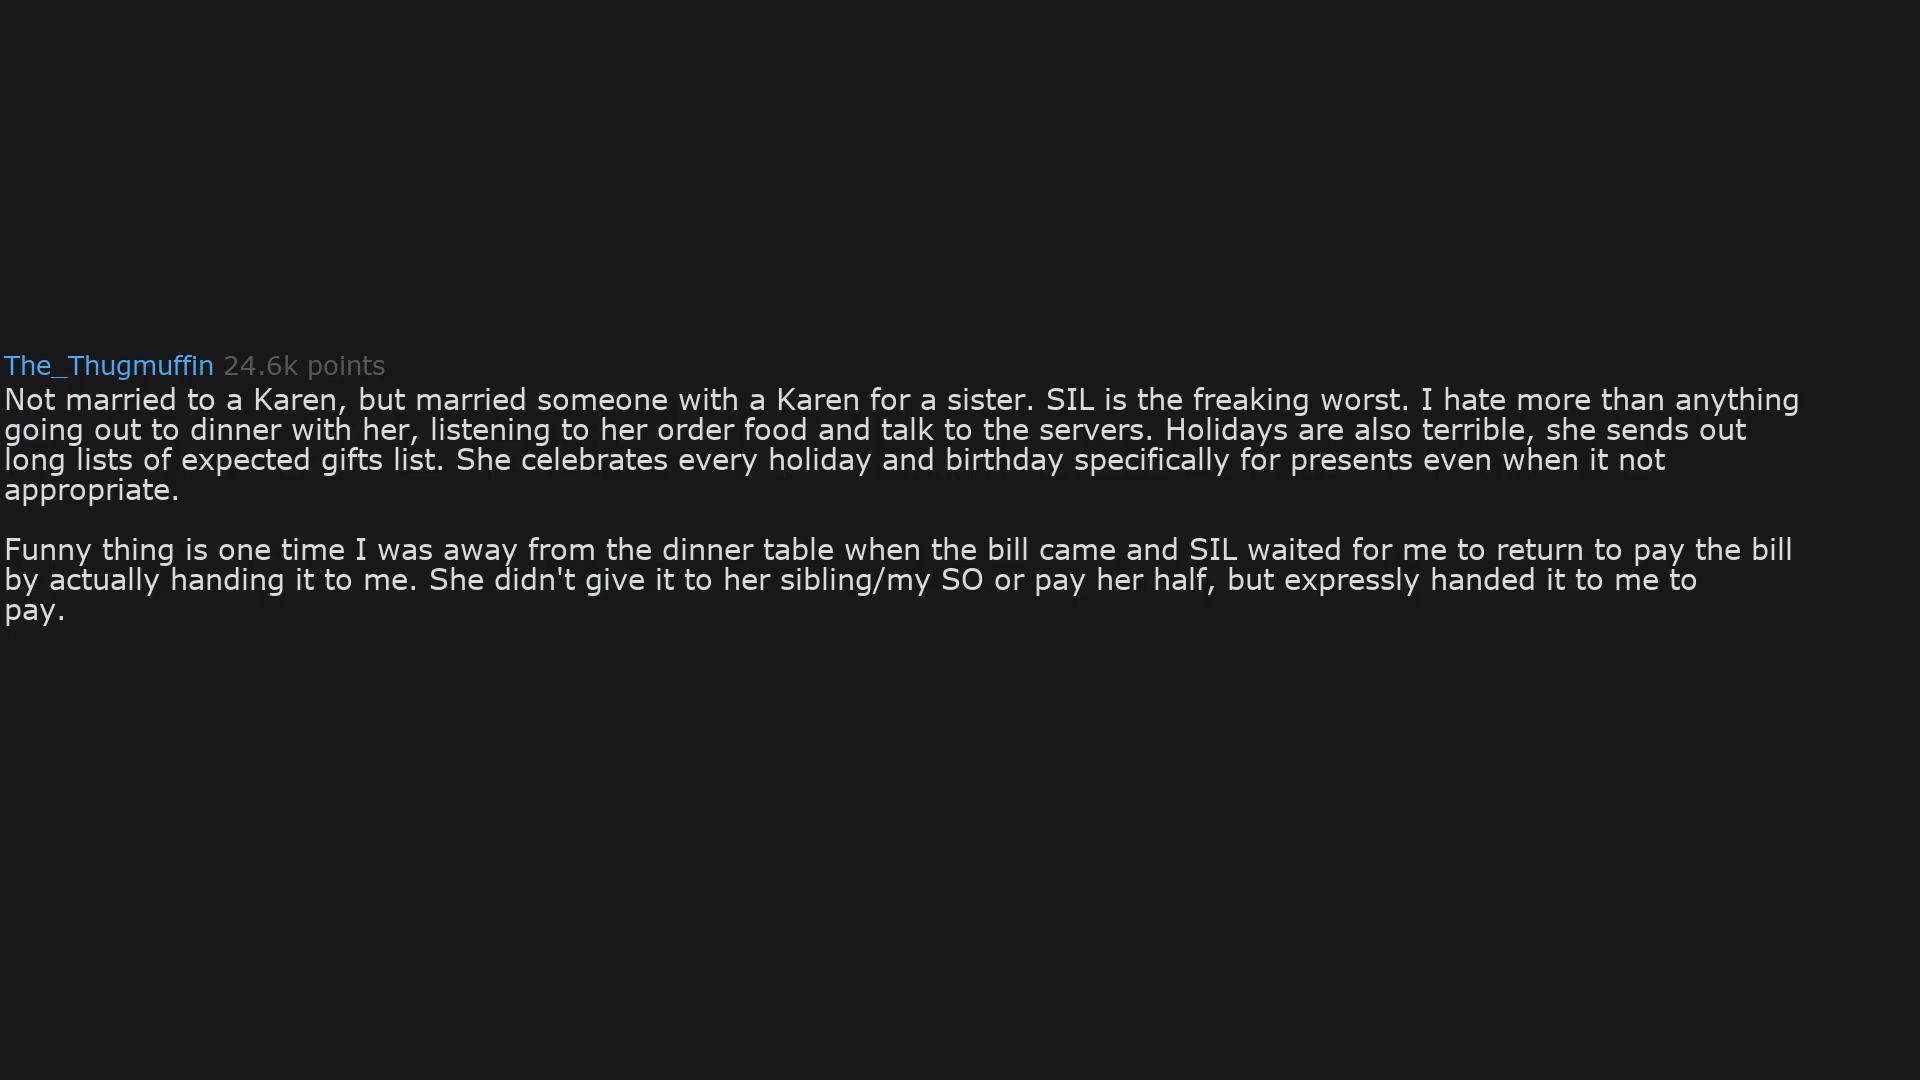 The_Thugmuffin 24.6k points
Not married to a Karen, but married someone with a Karen for a sister. SIL is the freaking worst. I hate more than anything
going out to dinner with her, listening to her order food and talk to the servers. Holidays are also terrible, she sends out
long lists of expected gifts list. She celebrates every holiday and birthday specifically for presents even when it not
appropriate.
Funny thing is one time I was away from the dinner table when the bill came and SIL waited for me to return to pay the bill
by actually handing it to me. She didn't give it to her sibling/my SO or pay her half, but expressly handed it to me to
pay.